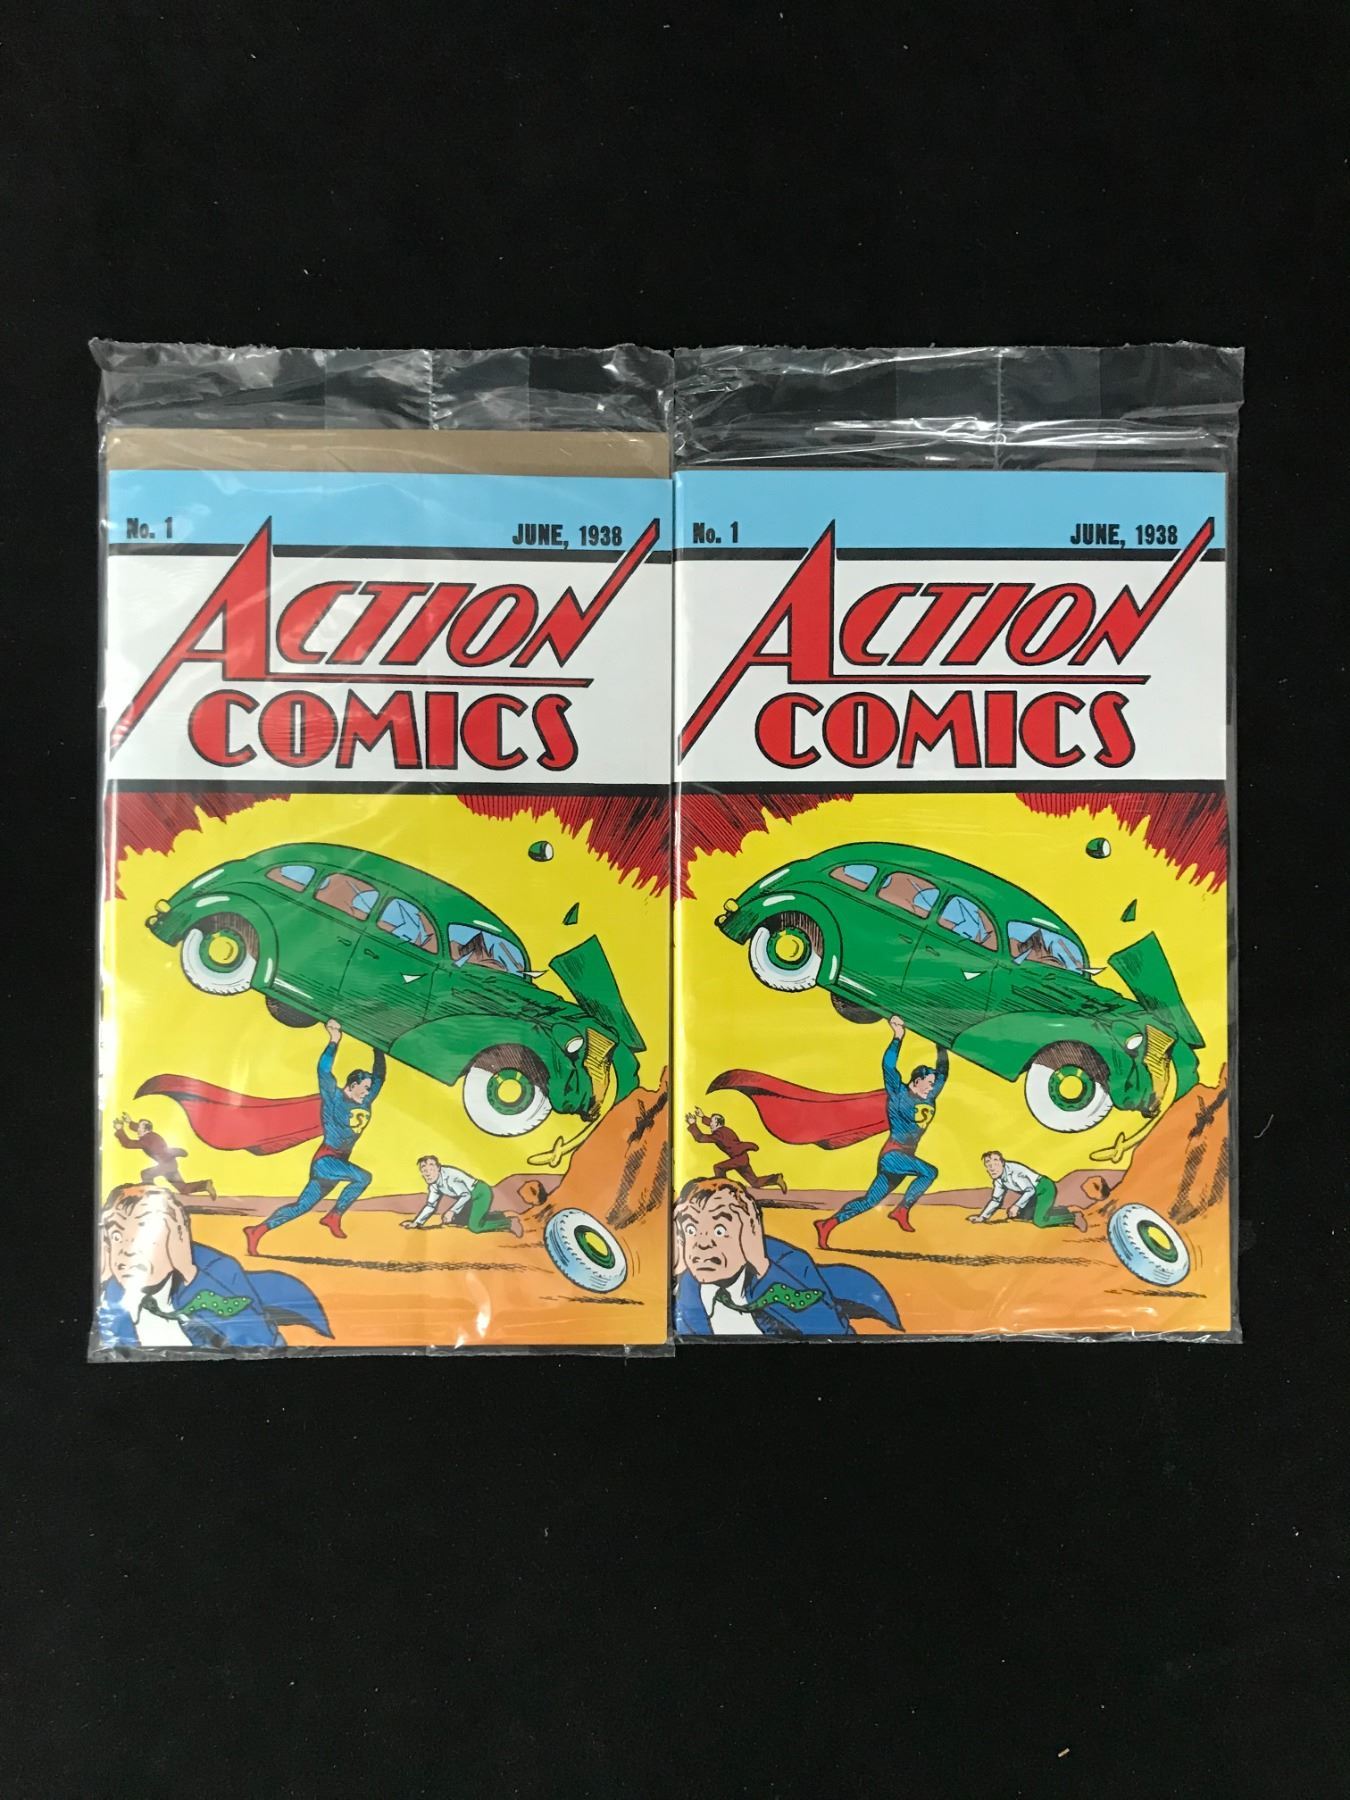 No. 1 JUNE, 1938
ACTION
COMICS
S
No. 1 JUNE, 1938
ACTION
COMICS
S